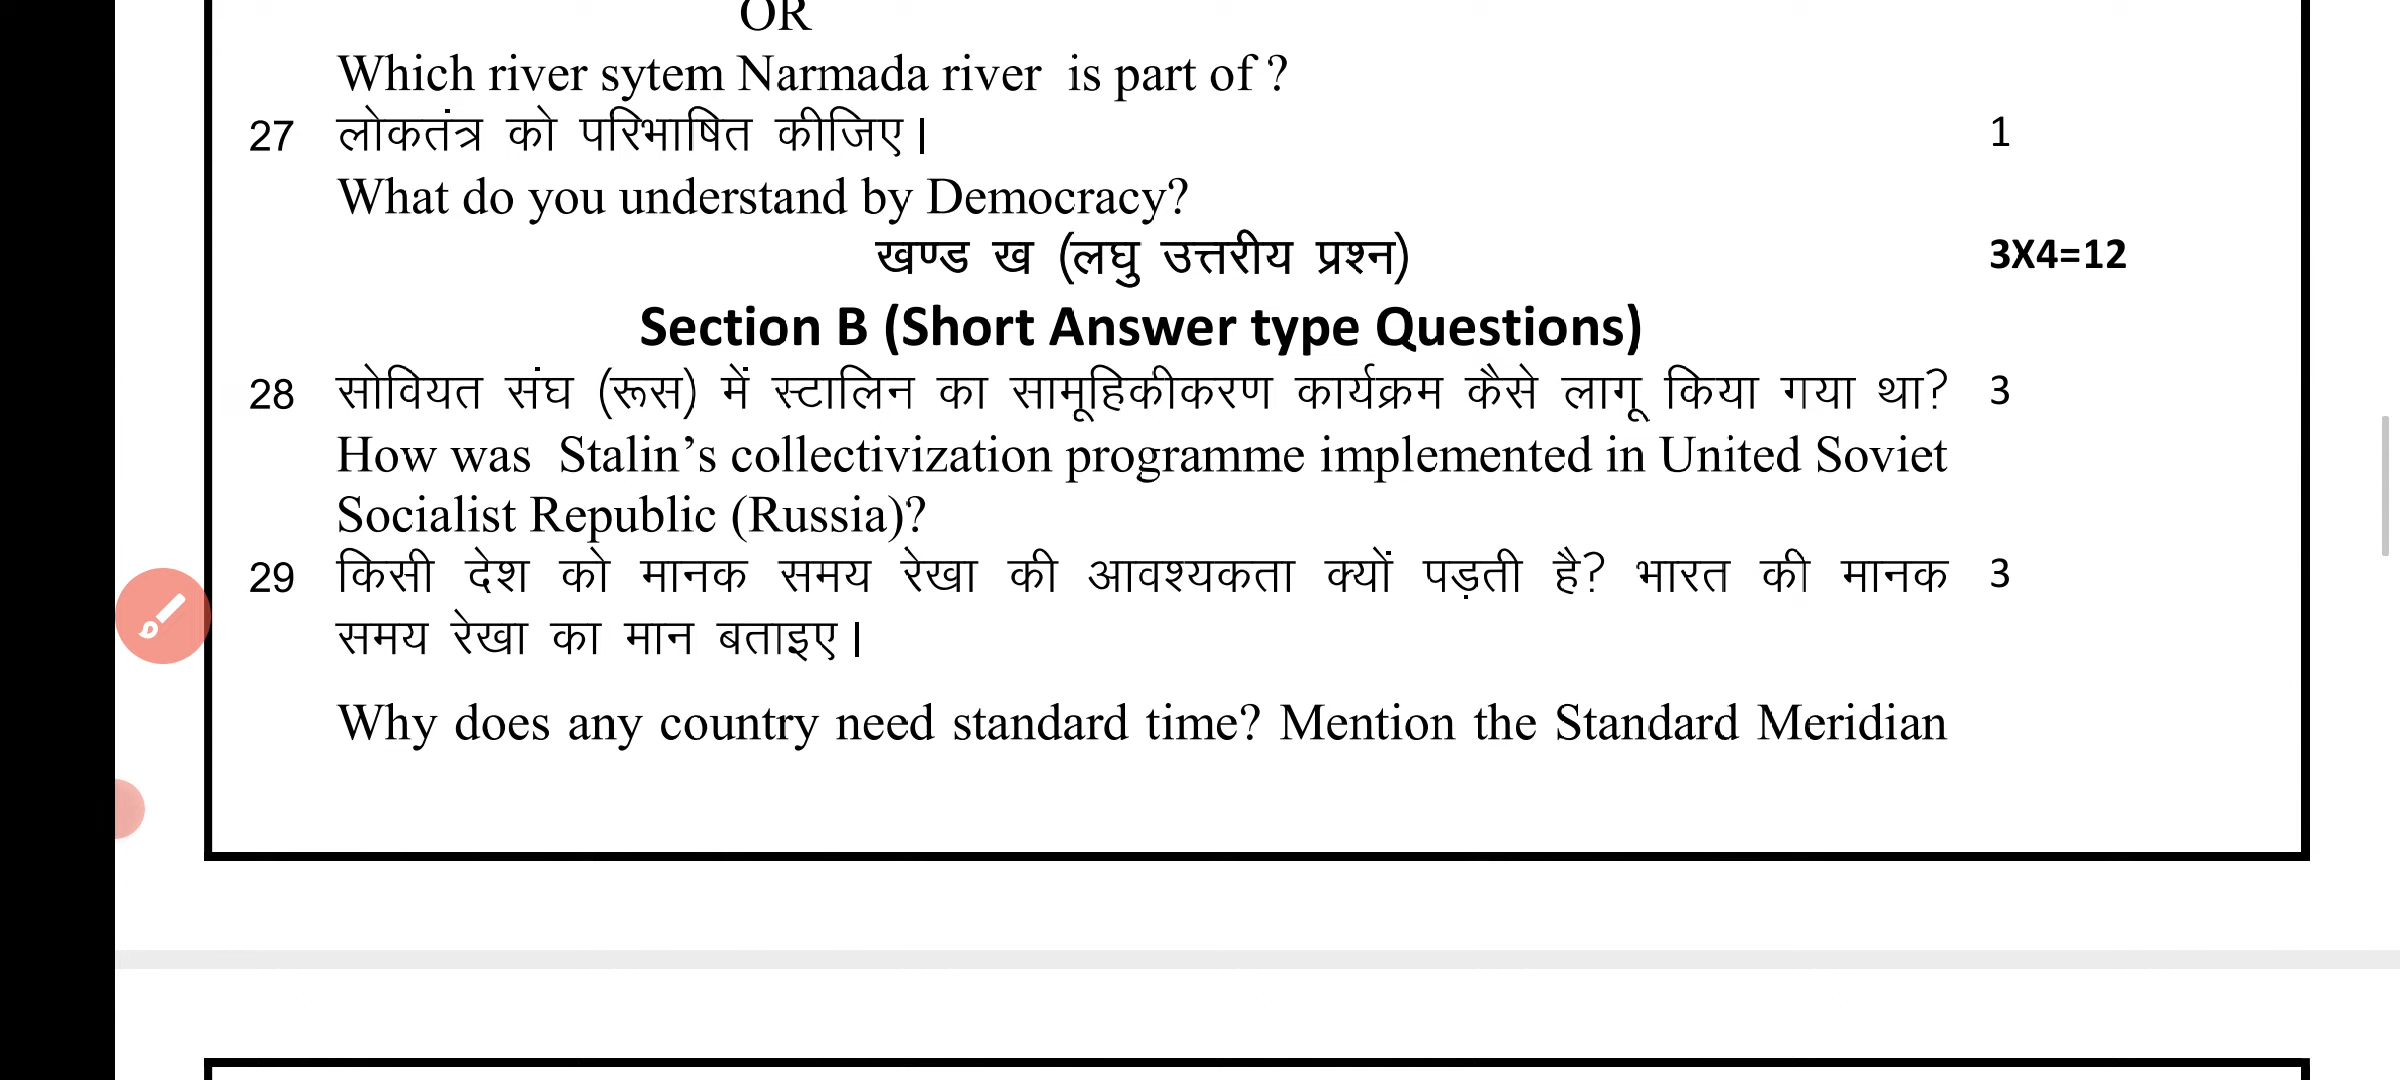 OR
Which river sytem Narmada river is part of ?
27 लोकतंत्र को परिभाषित कीजिए। 1
What do you understand by Democracy?
खण्ड ख (लघु उत्तरीय प्रश्न) 3X4=12
Section B (Short Answer type Questions)
28 सोवियत संघ (रूस) में स्टालिन का सामूहिकीकरण कार्यक्रम कैसे लागू किया गया था? 3
How was Stalin’s collectivization programme implemented in United Soviet
Socialist Republic (Russia)?
29 किसी देश को मानक समय रेखा की आवश्यकता क्यों पड़ती है? भारत की मानक 3
समय रेखा का मान बताइए।
Why does any country need standard time? Mention the Standard Meridian